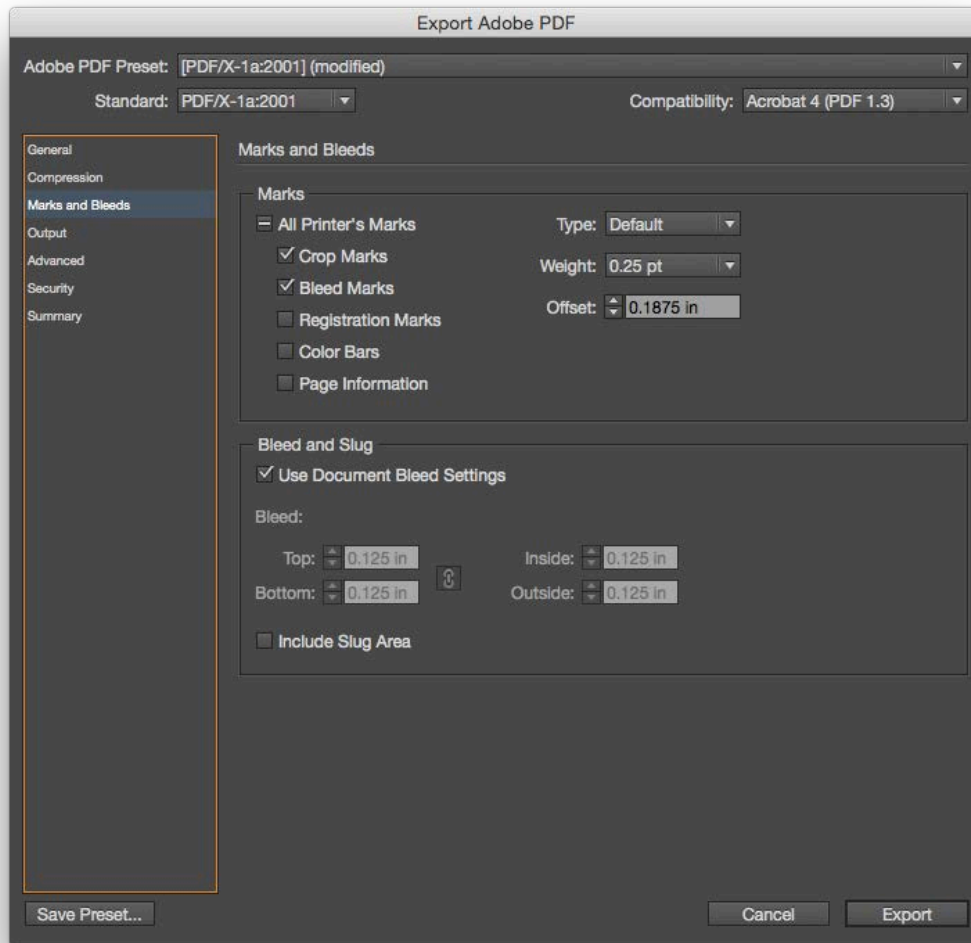 Export Adobe PDF
Adobe PDF Preset: [PDF/X-1a:2001] (modified)
Standard: PDF/X-1a:2001 Compatibility: Acrobat 4 (PDF 1.3)
General
Compression
Marks and Bleeds
Output
Advanced
Security
Summary
Marks and Bleeds
Marks
All Printer's Marks
Crop Marks
Bleed Marks
Registration Marks
Color Bars
Page Information
Type: Default
Weight: 0.25 pt
Offset: 0.1875 in
Bleed and Slug
Use Document Bleed Settings
Bleed:
Top: 0.125 in Inside: 0.125 in
Bottom: 0.125 in Outside: 0.125 in
Include Slug Area
Save Preset... Cancel Export